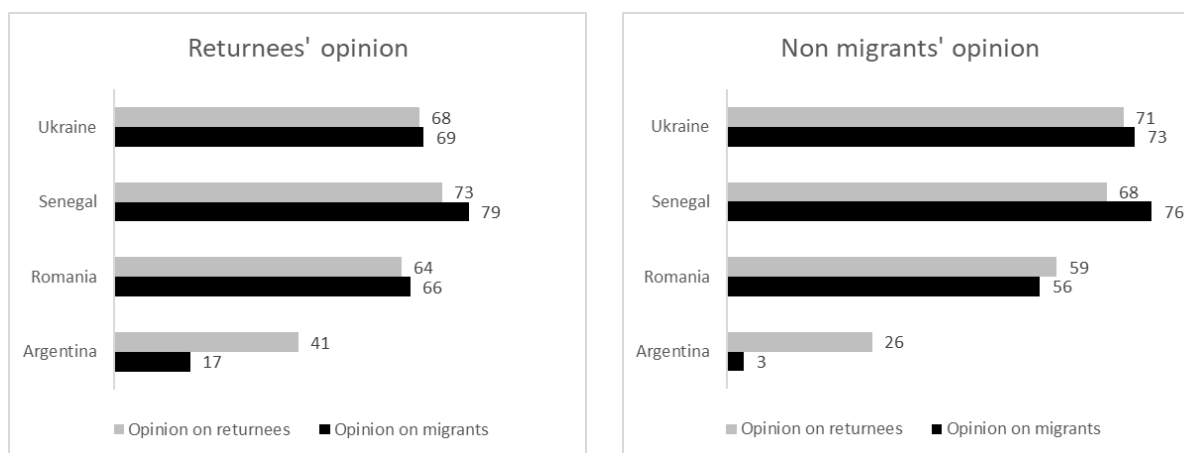 Returnees' opinion
Ukraine
68
69
Senegal
73
79
Romania
64
66
Argentina
41
17
Opinion on returnees Opinion on migrants
Non migrants' opinion
Ukraine
71
73
Senegal
68
76
Romania
59
56
Argentina
26
3
Opinion on returnees Opinion on migrants